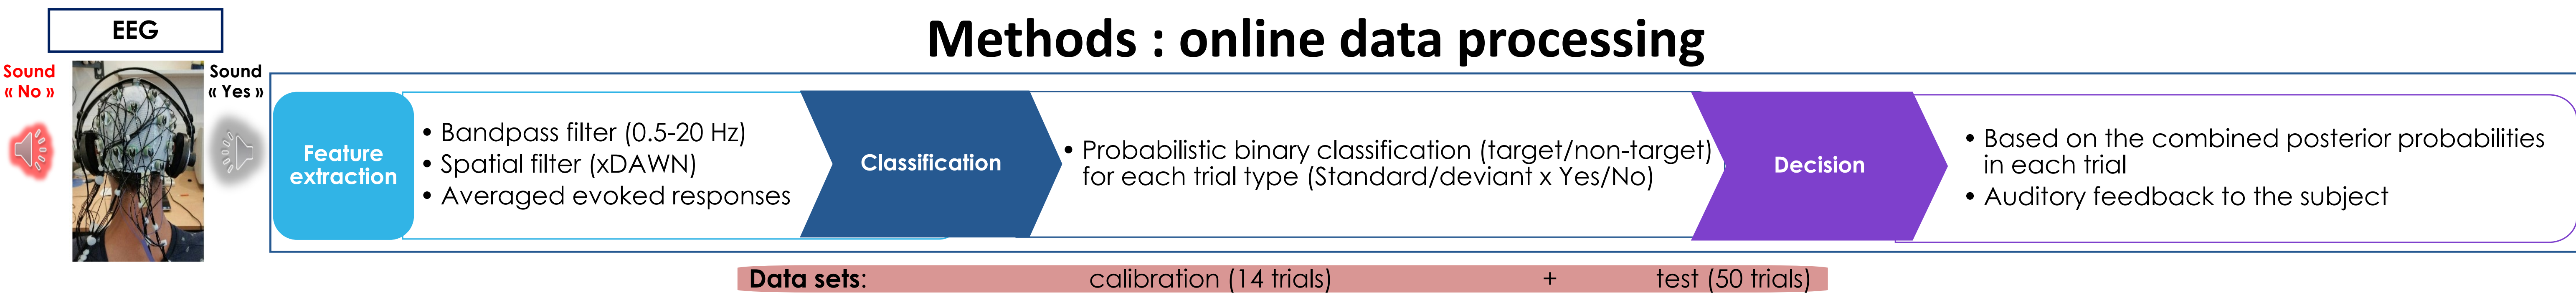 EEG
Methods : online data processing
Sound
« No »
Sound
« Yes »
Feature
extraction
• Bandpass filter (0.5-20 Hz)
• Spatial filter (xDAWN)
• Averaged evoked responses
Classification
• Probabilistic binary classification (target/non-target)
for each trial type (Standard/deviant x Yes/No)
Decision
• Based on the combined posterior probabilities
in each trial
• Auditory feedback to the subject
Data sets: calibration (14 trials) + test (50 trials)